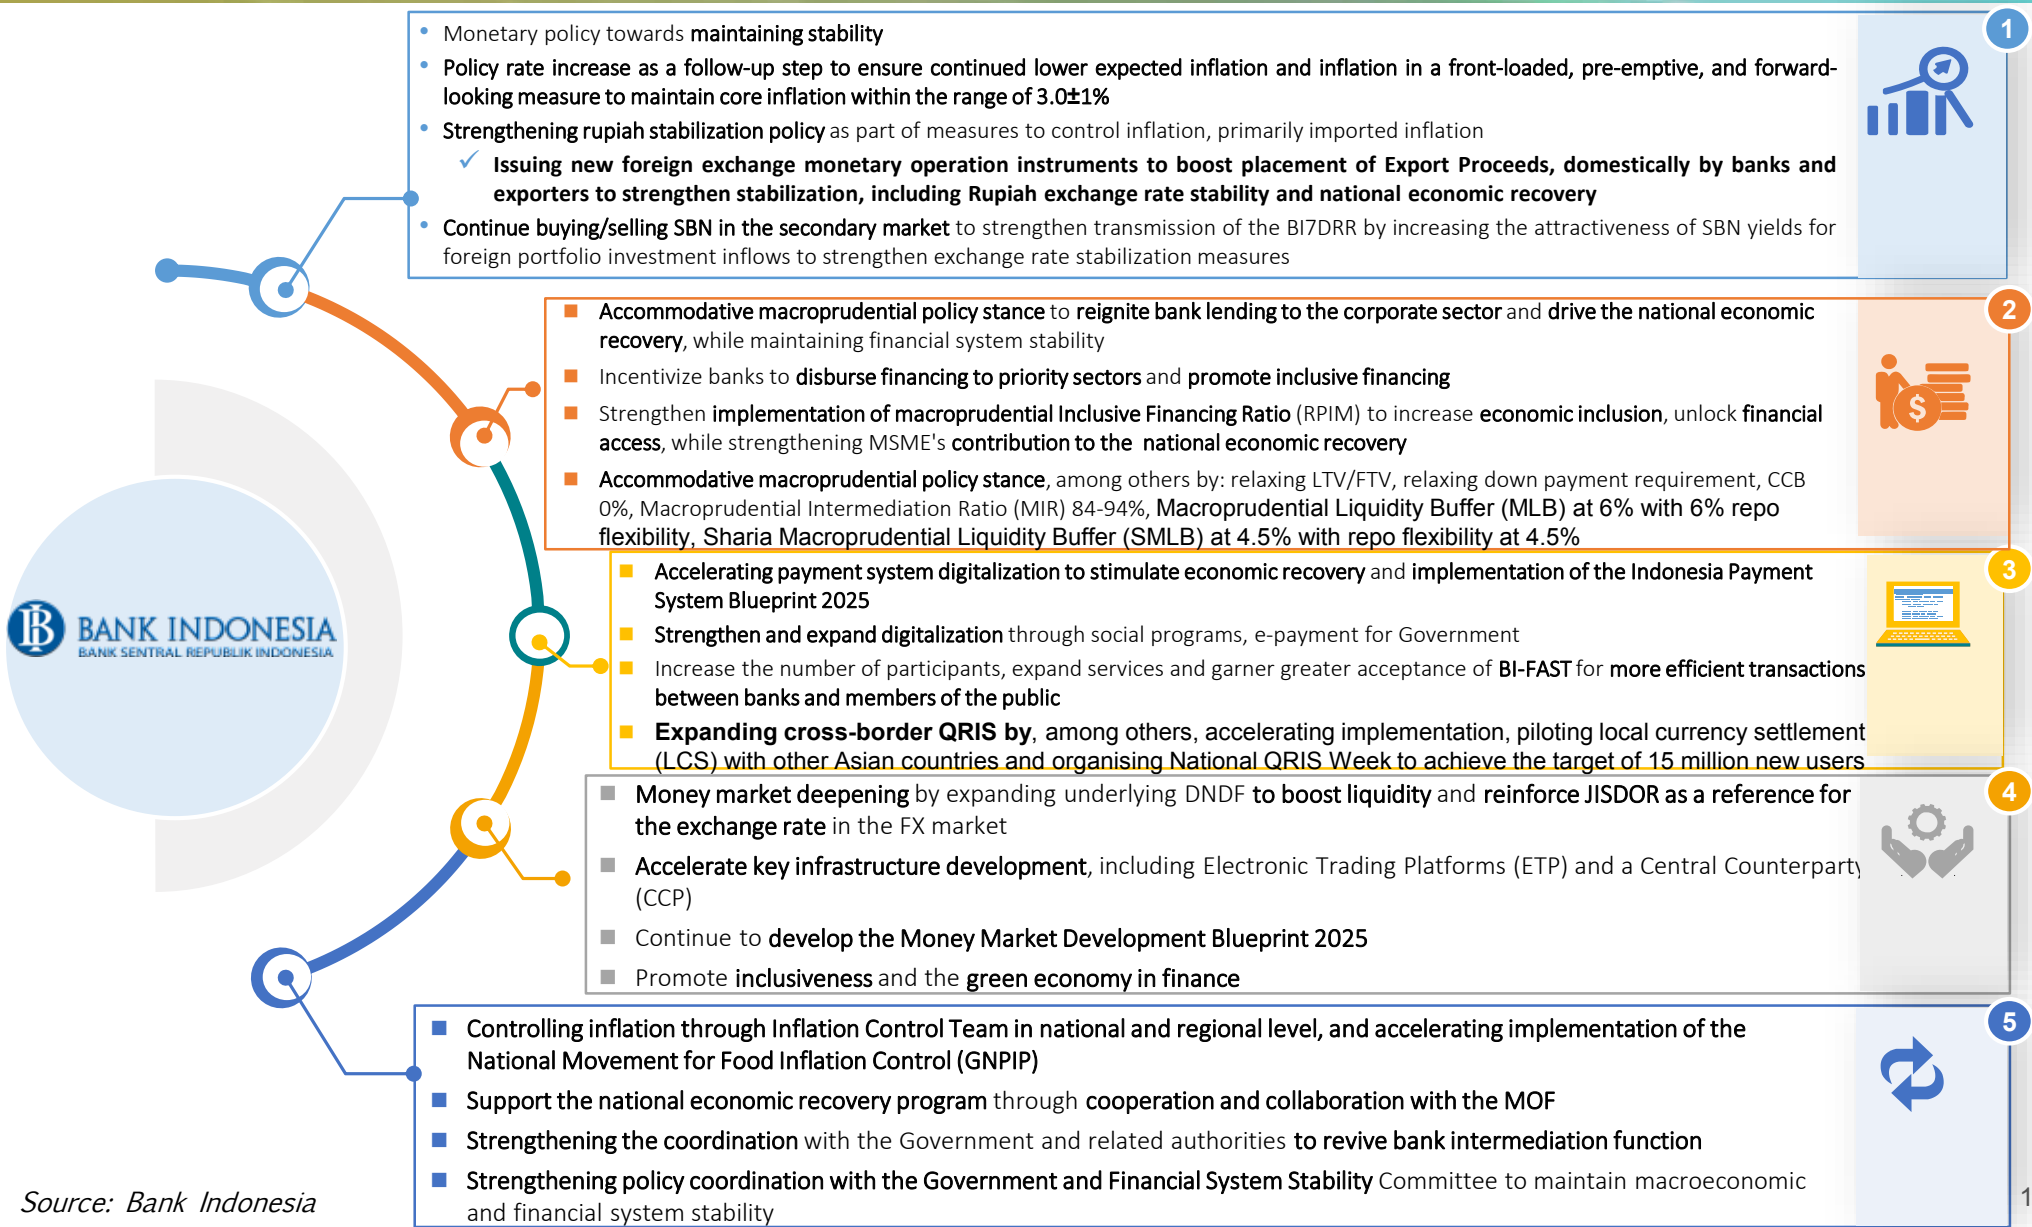 1
Monetary policy towards maintaining stability
Policy rate increase as a follow-up step to ensure continued lower expected inflation and inflation in a front-loaded, pre-emptive, and forward-
looking measure to maintain core inflation within the range of 3.0±1%
Strengthening rupiah stabilization policy as part of measures to control inflation, primarily imported inflation
Issuing new foreign exchange monetary operation instruments to boost placement of Export Proceeds, domestically by banks and
exporters to strengthen stabilization, including Rupiah exchange rate stability and national economic recovery
Continue buying/selling SBN in the secondary market to strengthen transmission of the BI7DRR by increasing the attractiveness of SBN yields for
foreign portfolio investment inflows to strengthen exchange rate stabilization measures
2
Accommodative macroprudential policy stance to reignite bank lending to the corporate sector and drive the national economic
recovery, while maintaining financial system stability
Incentivize banks to disburse financing to priority sectors and promote inclusive financing
Strengthen implementation of macroprudential Inclusive Financing Ratio (RPIM) to increase economic inclusion, unlock financial
access, while strengthening MSME's contribution to the national economic recovery
Accommodative macroprudential policy stance, among others by: relaxing LTV/FTV, relaxing down payment requirement, CCB
0%, Macroprudential Intermediation Ratio (MIR) 84-94%, Macroprudential Liquidity Buffer (MLB) at 6% with 6% repo
flexibility, Sharia Macroprudential Liquidity Buffer (SMLB) at 4.5% with repo flexibility at 4.5%
$
3
Accelerating payment system digitalization to stimulate economic recovery and implementation of the Indonesia Payment
System Blueprint 2025
Strengthen and expand digitalization through social programs, e-payment for Government
Increase the number of participants, expand services and garner greater acceptance of BI-FAST for more efficient transactions
between banks and members of the public
Expanding cross-border QRIS by, among others, accelerating implementation, piloting local currency settlement
(LCS) with other Asian countries and organising National QRIS Week to achieve the target of 15 million new users
BANK INDONESIA
BANK SENTRAL REPUBLIK INDONESIA
4
Money market deepening by expanding underlying DNDF to boost liquidity and reinforce JISDOR as a reference for
the exchange rate in the FX market
Accelerate key infrastructure development, including Electronic Trading Platforms (ETP) and a Central Counterparty
(CCP)
Continue to develop the Money Market Development Blueprint 2025
Promote inclusiveness and the green economy in finance
5
Controlling inflation through Inflation Control Team in national and regional level, and accelerating implementation of the
National Movement for Food Inflation Control (GNPIP)
Support the national economic recovery program through cooperation and collaboration with the MOF
Strengthening the coordination with the Government and related authorities to revive bank intermediation function
Strengthening policy coordination with the Government and Financial System Stability Committee to maintain macroeconomic
and financial system stability
Source: Bank Indonesia
1